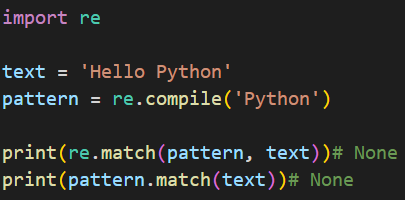 import re
text = 'Hello Python'
pattern = re.compile('Python')
print(re.match(pattern, text))# None
print(pattern.match(text))# None